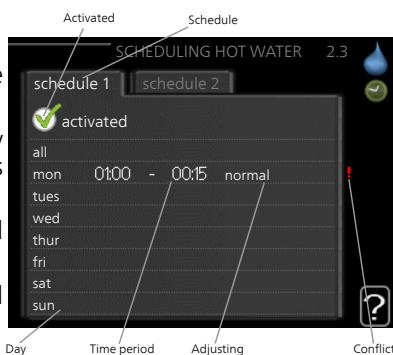 Activated
Schedule
SCHEDULING HOT WATER 2.3
schedule 1 schedule 2
activated
all
mon 01:00 - 00:15 normal !
tues
wed
thur
fri
sat
sun
?
Day Time period Adjusting Conflict